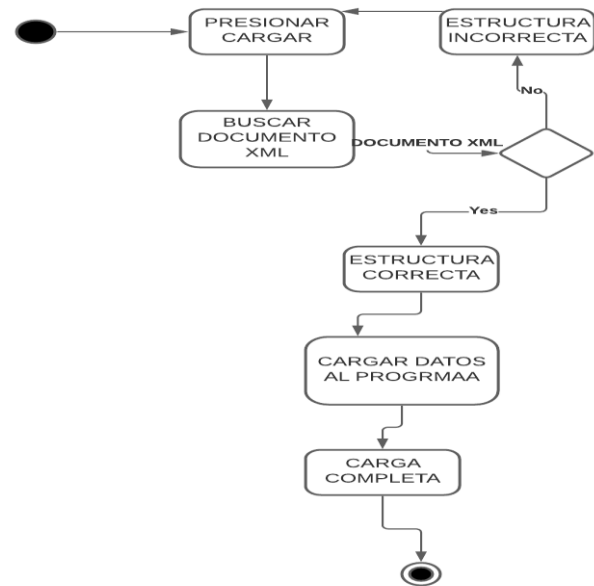 PRESIONAR
CARGAR
ESTRUCTURA
INCORRECTA
BUSCAR
DOCUMENTO
XML
DOCUMENTO XML
No
Yes
ESTRUCTURA
CORRECTA
CARGAR DATOS
AL PROGRMAA
CARGA
COMPLETA